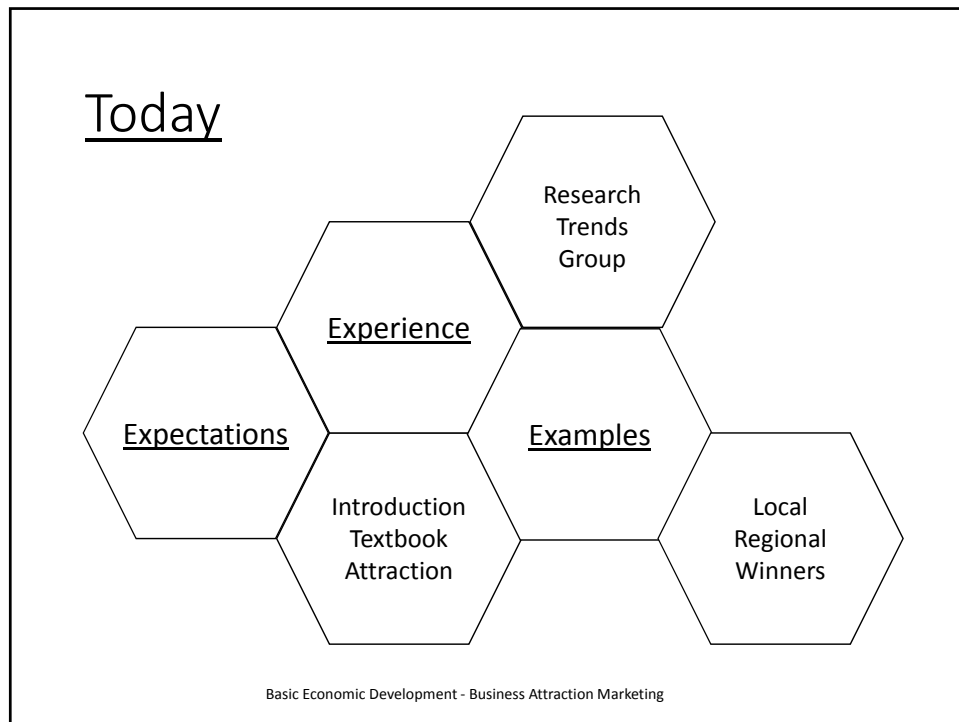 Today
Research
Trends
Group
Experience
Expectations
Examples
Introduction
Textbook
Attraction
Local
Regional
Winners
Basic Economic Development - Business Attraction Marketing